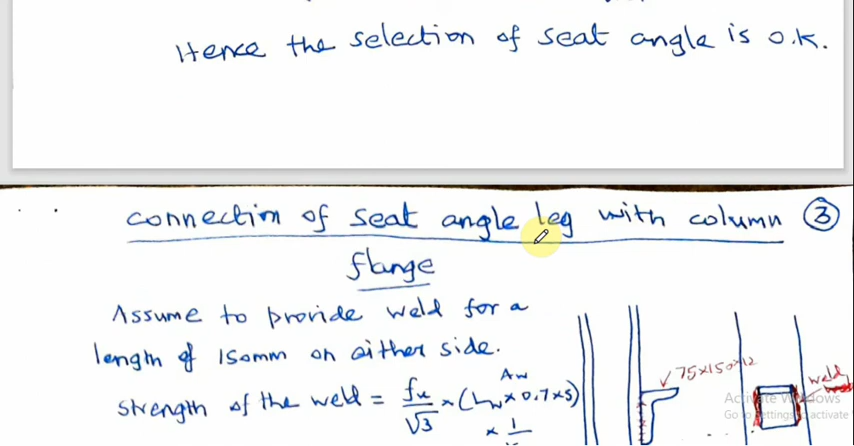 Hence the selection of seat angle is O.K.
connection of seat angle leg with column
flange
3
Assume to provide weld for a
length of 150mm on either side.
Aw
strength of the weld = fu/√3 × (Lw × 0.7 × s)
× 1
75×150×12
weld
Activate Windows
Go to Settings to activate